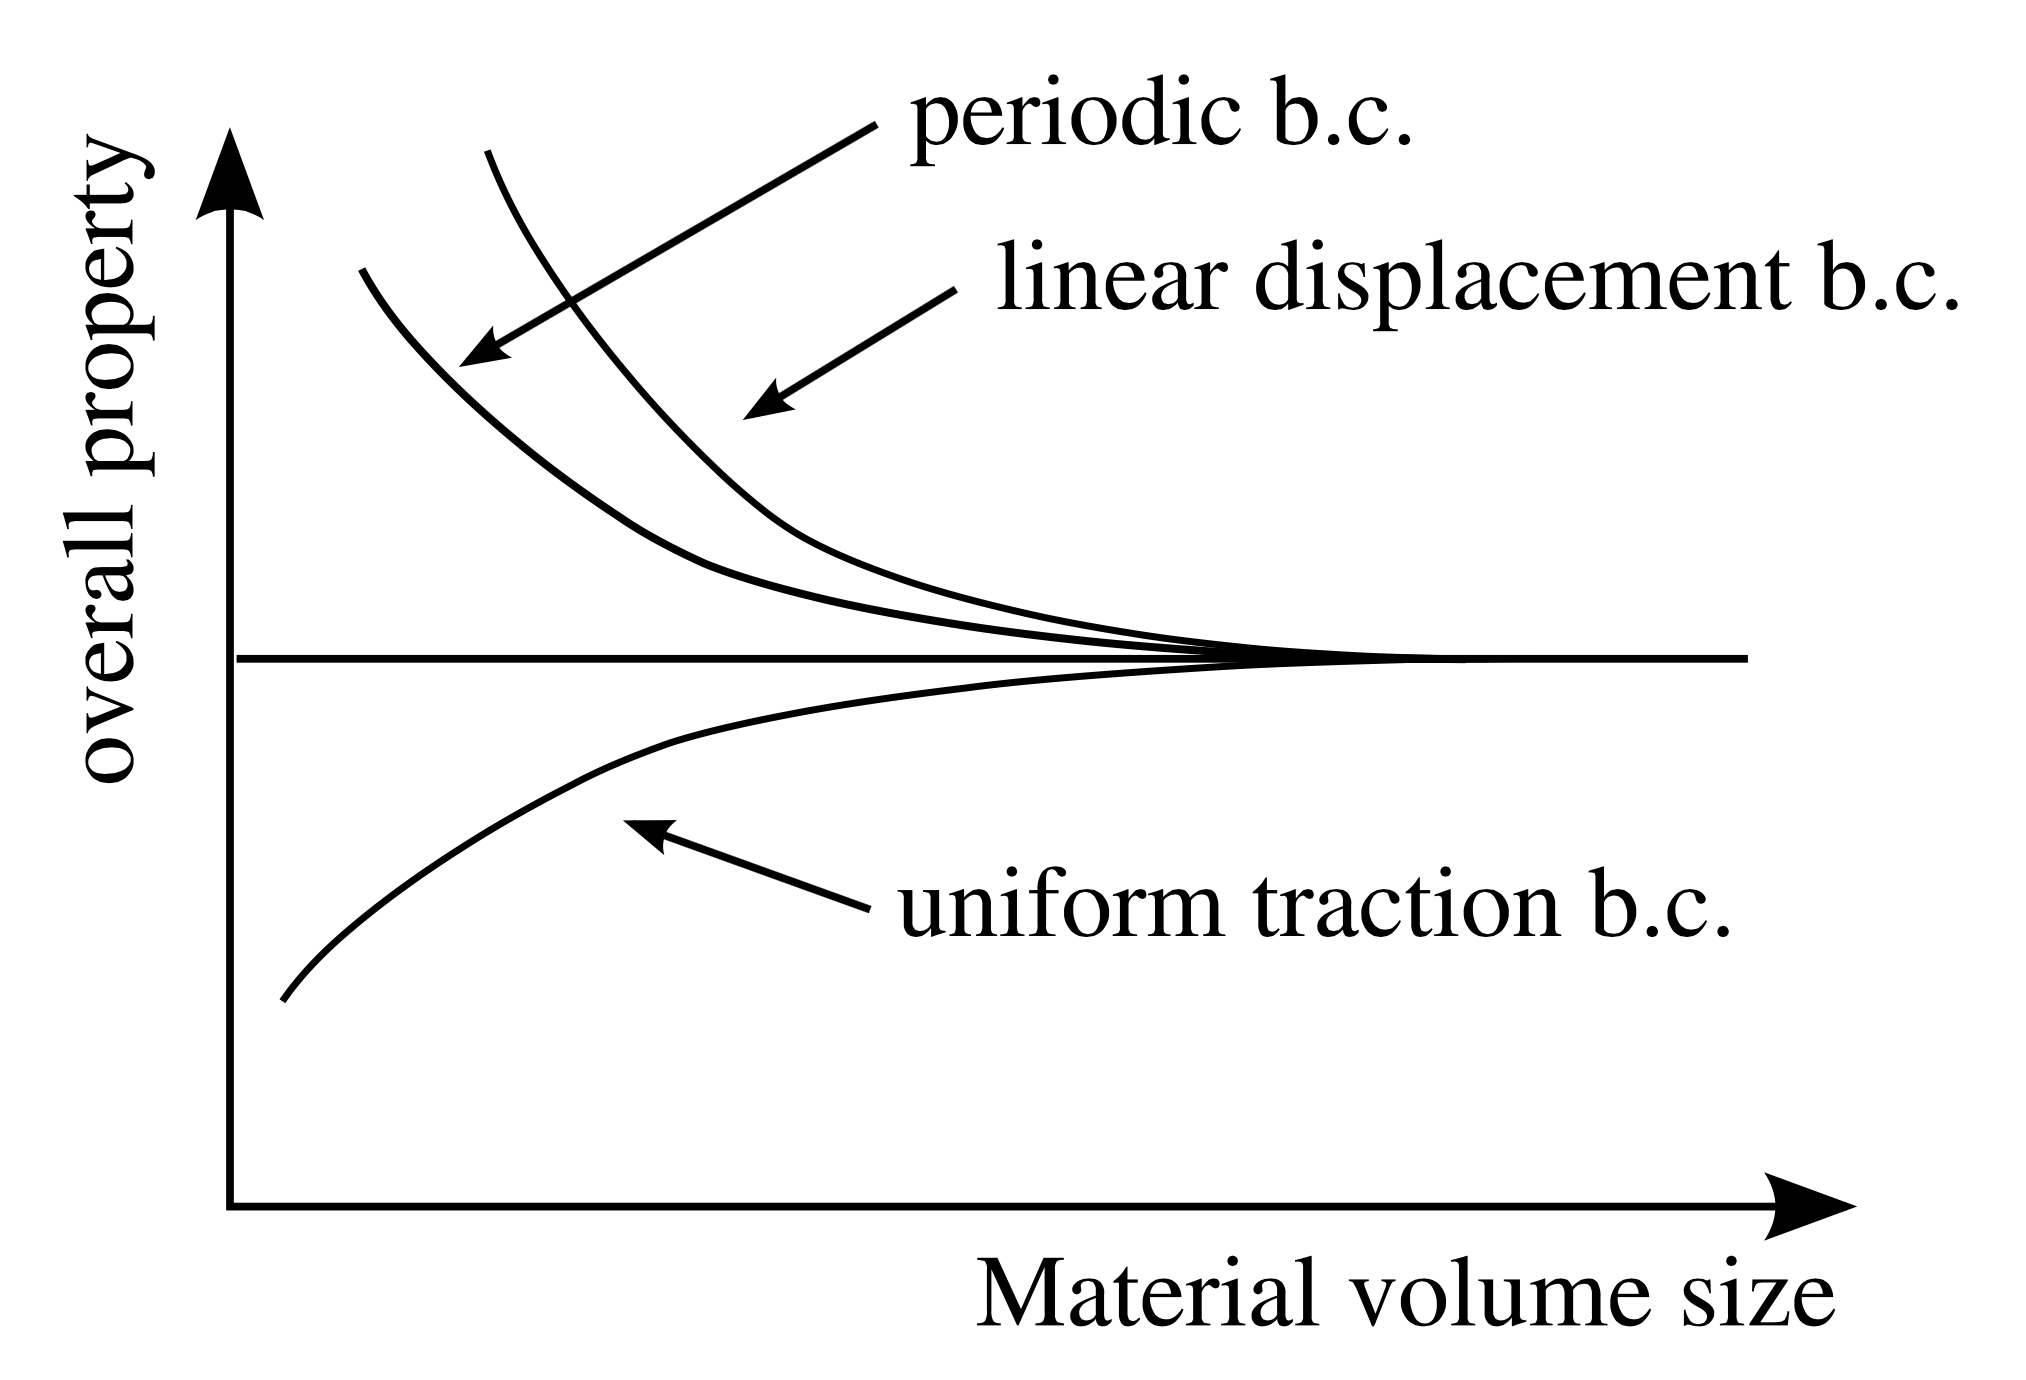 periodic b.c.
linear displacement b.c.
overall property
uniform traction b.c.
Material volume size